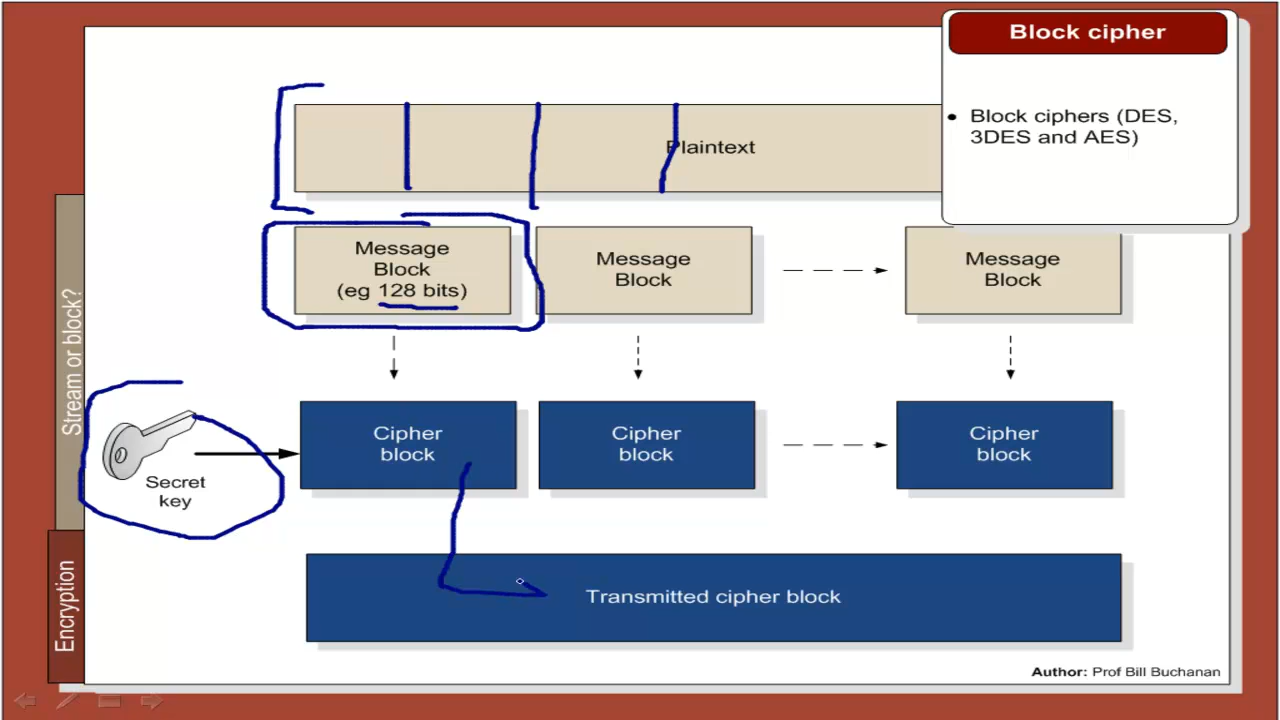 Block cipher
Block ciphers (DES,
3DES and AES)
Plaintext
Message
Block
(eg 128 bits)
Message
Block
Message
Block
Stream or block?
Secret
key
Cipher
block
Cipher
block
Cipher
block
Encryption
Transmitted cipher block
Author: Prof Bill Buchanan